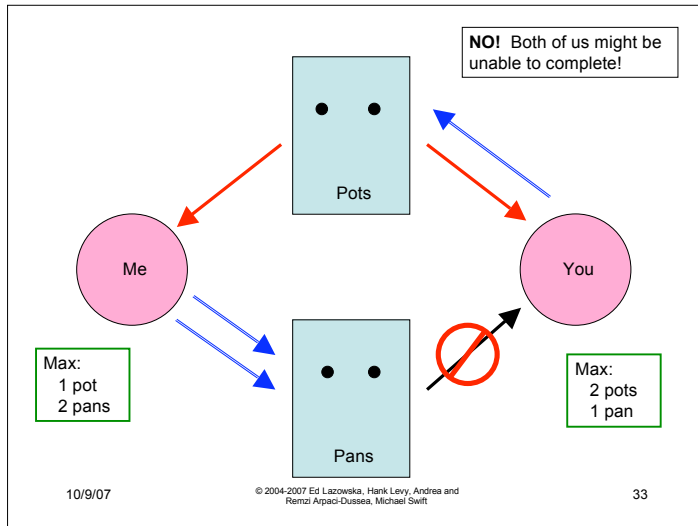 NO! Both of us might be
unable to complete!
Pots
Me
You
Max:
1 pot
2 pans
Max:
2 pots
1 pan
Pans
10/9/07
© 2004-2007 Ed Lazowska, Hank Levy, Andrea and
Remzi Arpaci-Dussea, Michael Swift
33